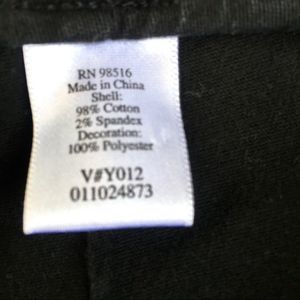 RN 98516
Made in China
Shell:
98% Cotton
2% Spandex
Decoration:
100% Polyester
V#Y012
011024873